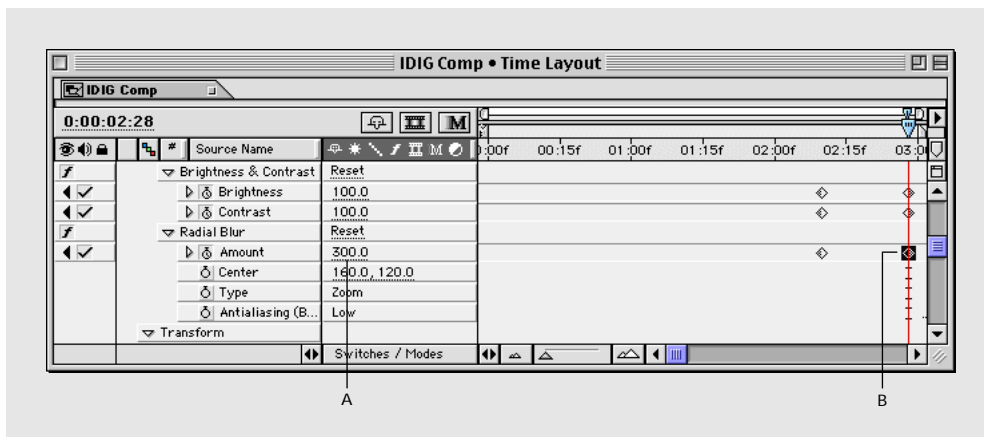 IDIG Comp • Time Layout
IDIG Comp
0:00:02:28
M
# Source Name
M
:00f 00:15f 01:00f 01:15f 02:00f 02:15f 03:0
f Brightness & Contrast Reset
Brightness 100.0
Contrast 100.0
f Radial Blur Reset
Amount 300.0
Center 160.0, 120.0
Type Zoom
Antialiasing (B... Low
Transform
Switches / Modes
A B